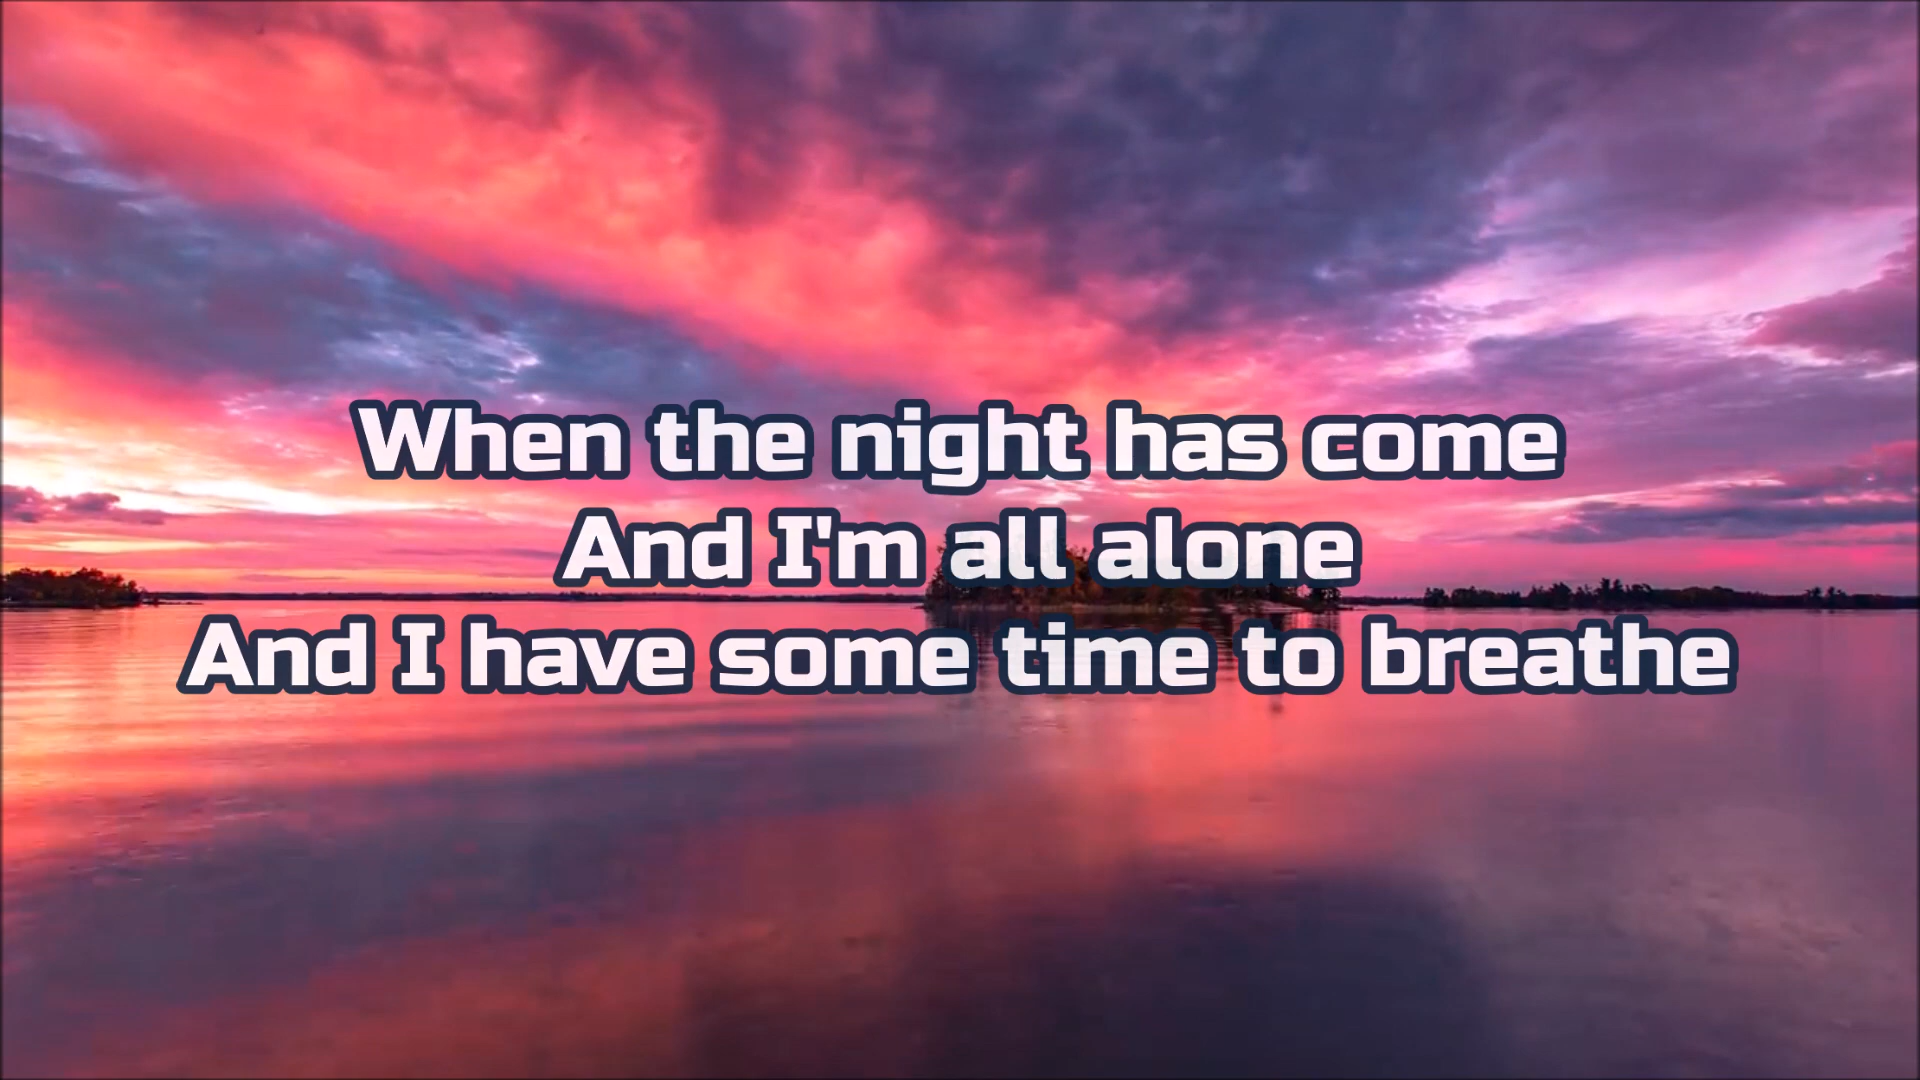 When the night has come
And I'm all alone
And I have some time to breathe